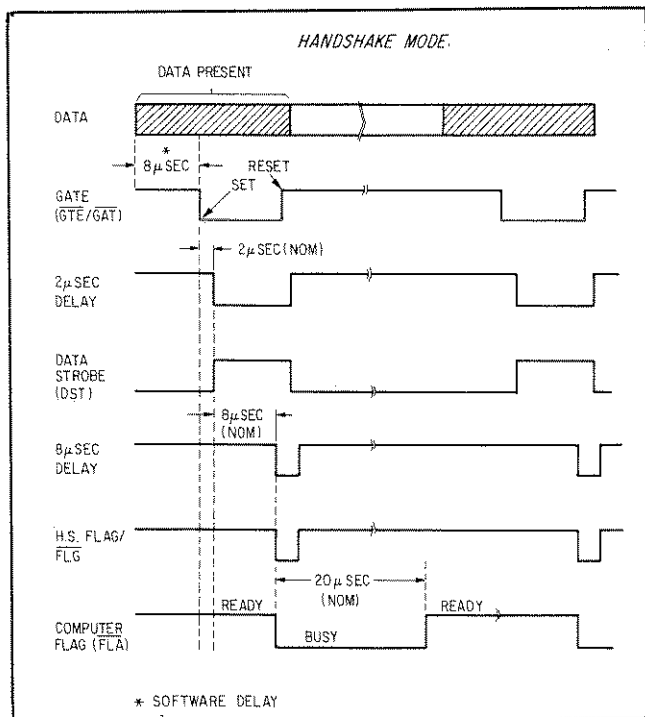 HANDSHAKE MODE.
DATA PRESENT
DATA
*
8μSEC
RESET
SET
GATE
(GTE/GAT)
2μSEC(NOM)
2μSEC
DELAY
DATA
STROBE
(DST)
8μSEC
(NOM)
8μSEC
DELAY
H.S. FLAG/
FLG
20μSEC
(NOM)
READY
READY
COMPUTER
FLAG (FLA)
BUSY
* SOFTWARE DELAY